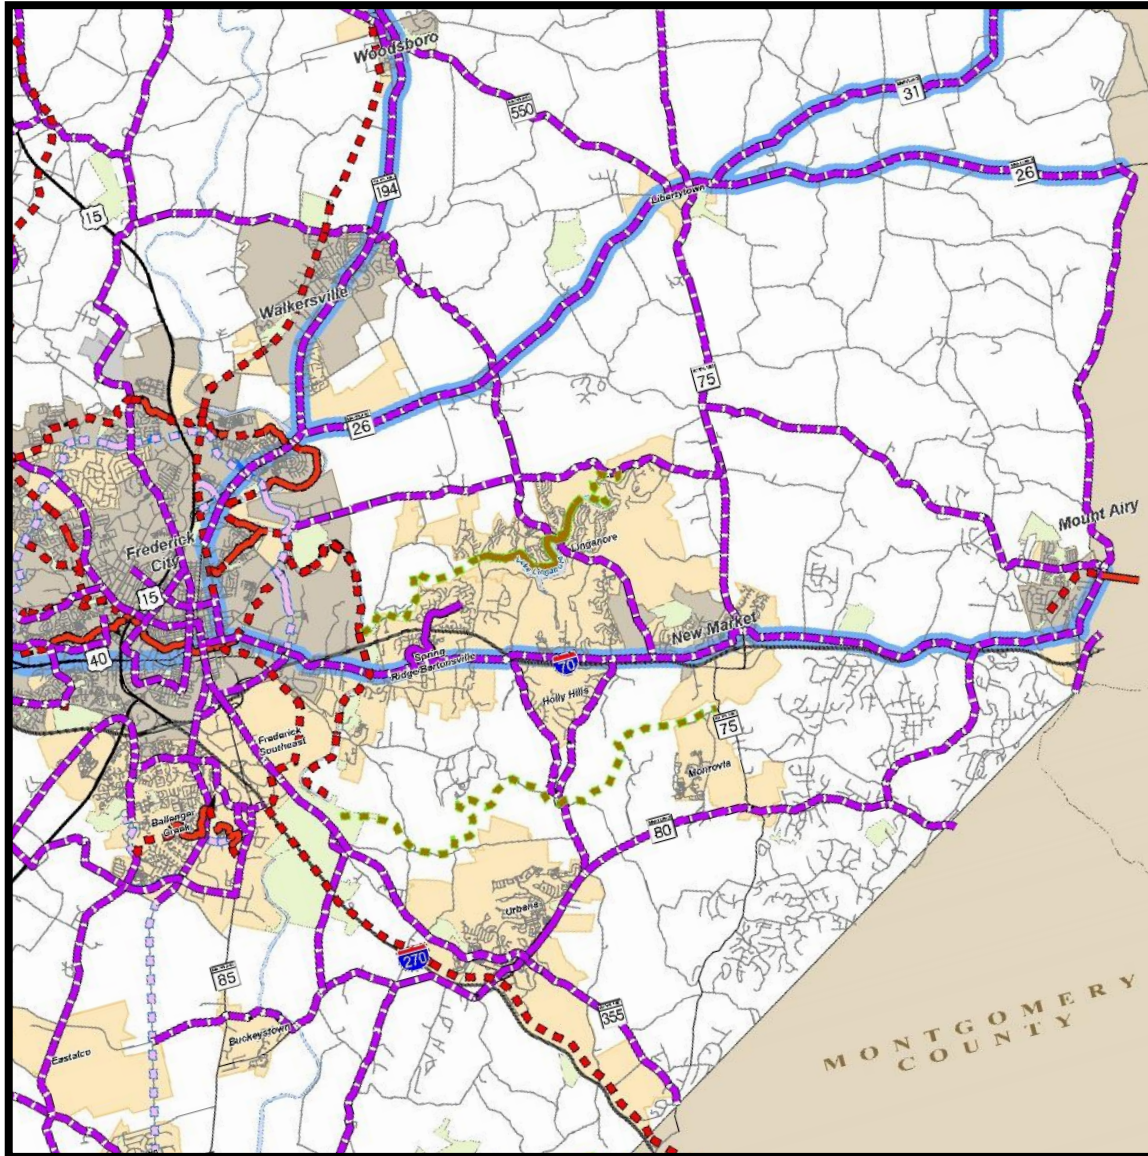 Woodsboro
31
550
194
26
15
Libertytown
Walkersville
75
26
Mount Airy
Frederick
City
Linganore
15
New Market
40
Spring
Ridge/Bartonsville
70
Holly Hills
75
Frederick
Southeast
Monrovia
Ballenger
Creek
80
Urbana
270
85
355
Buckeystown
Eastalco
MONTGOMERY
COUNTY